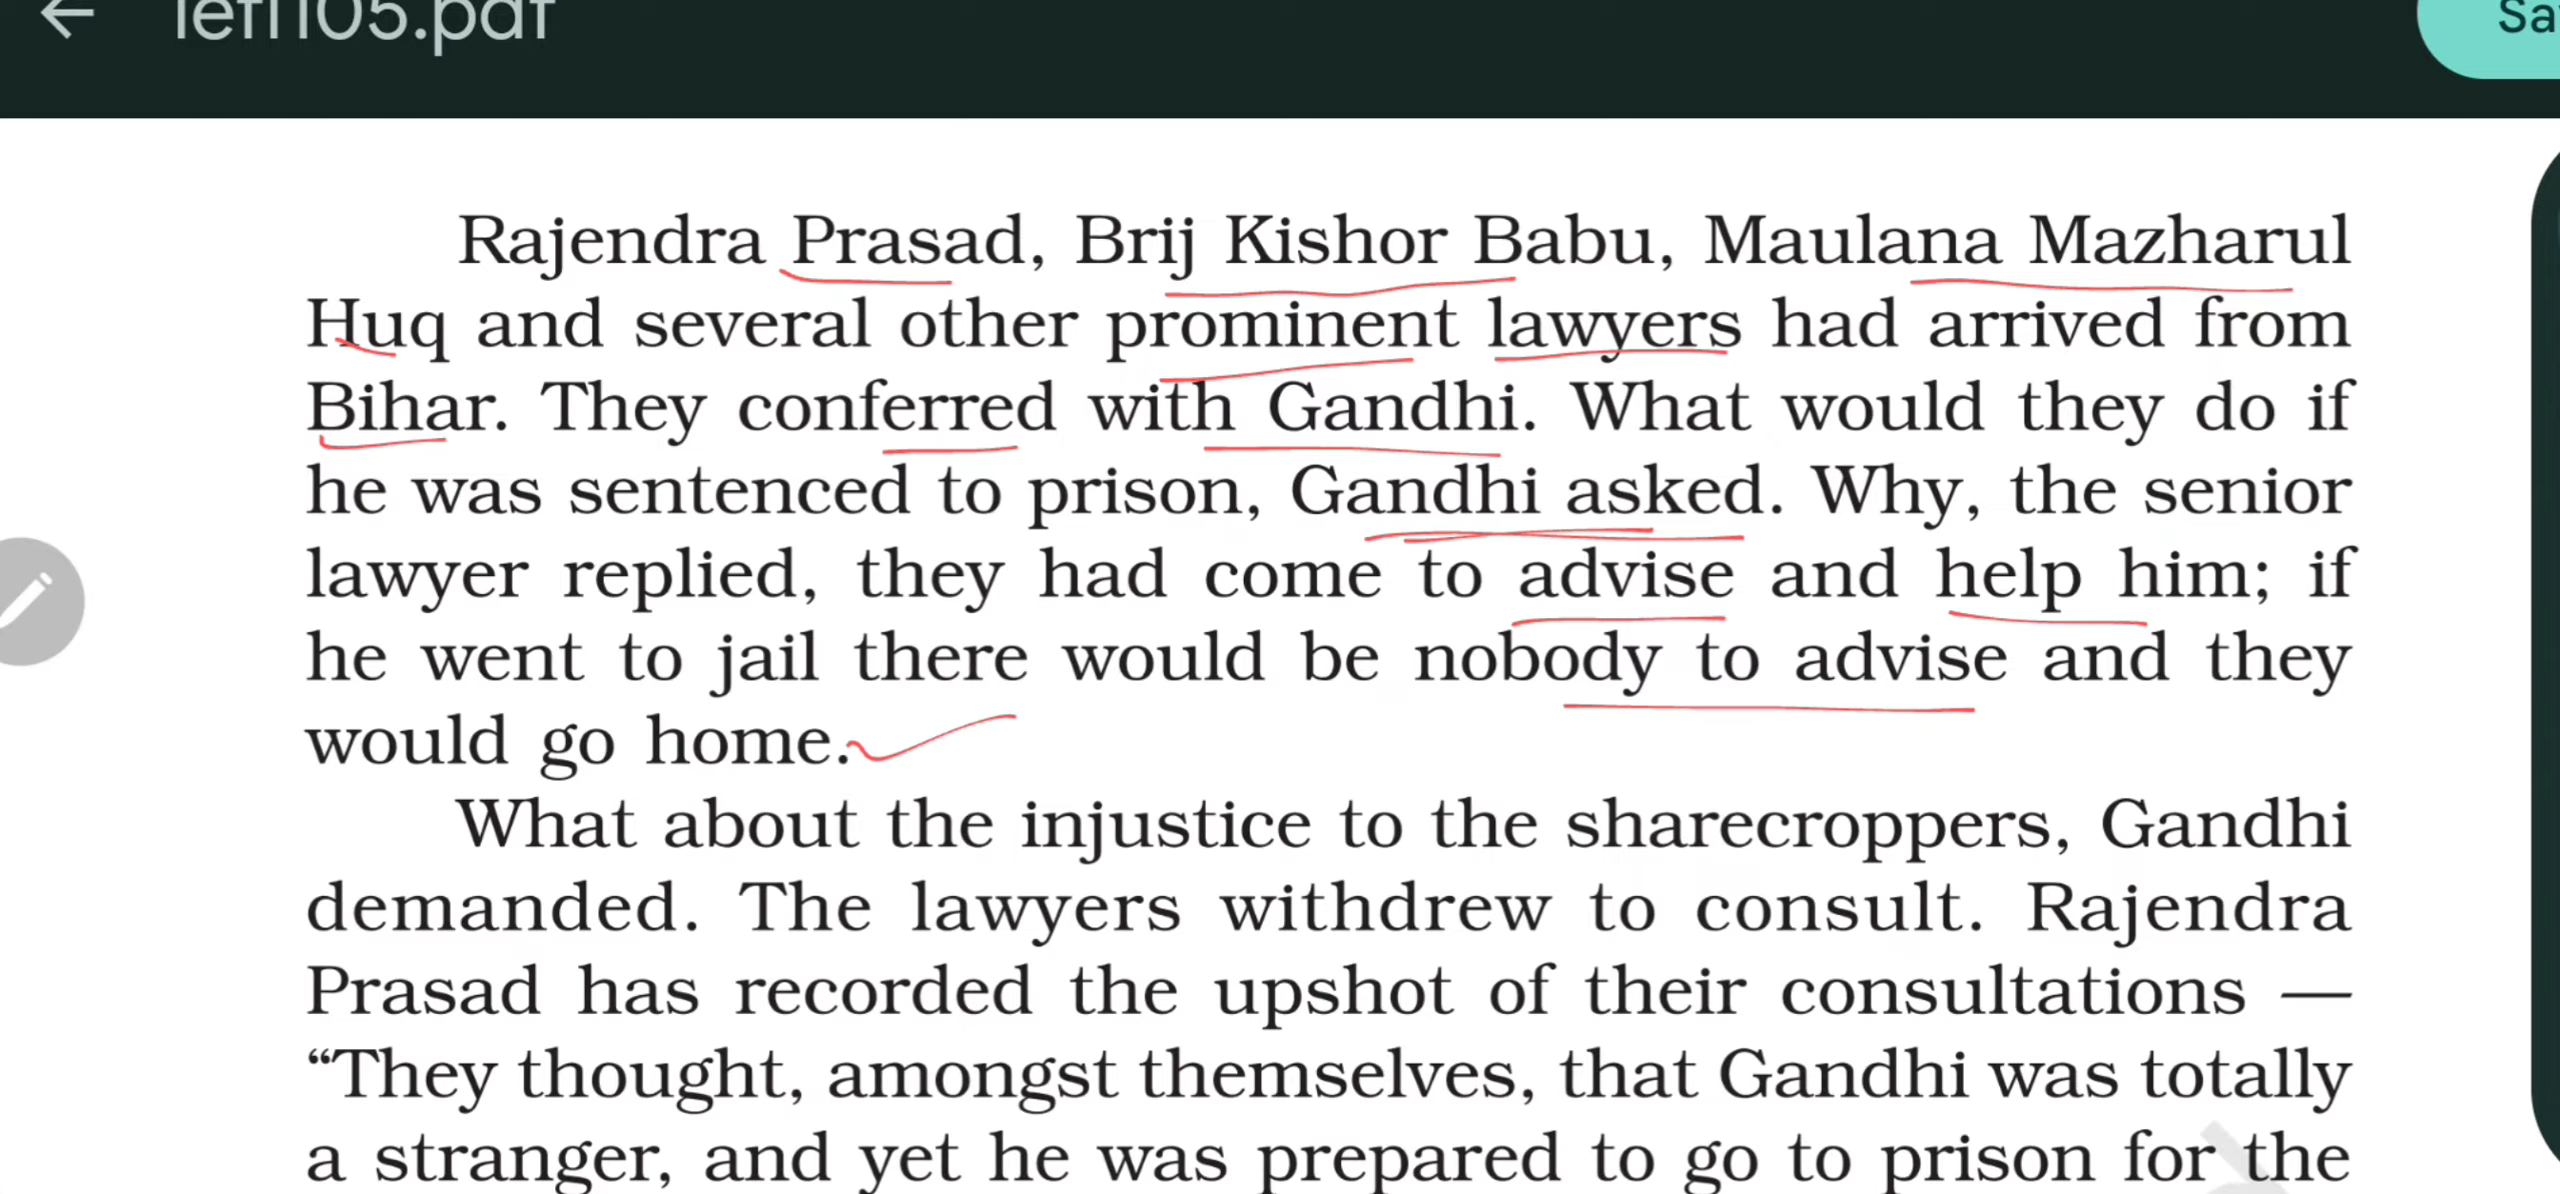 lefl105.pdf
Sa
Rajendra Prasad, Brij Kishor Babu, Maulana Mazharul
Huq and several other prominent lawyers had arrived from
Bihar. They conferred with Gandhi. What would they do if
he was sentenced to prison, Gandhi asked. Why, the senior
lawyer replied, they had come to advise and help him; if
he went to jail there would be nobody to advise and they
would go home.
What about the injustice to the sharecroppers, Gandhi
demanded. The lawyers withdrew to consult. Rajendra
Prasad has recorded the upshot of their consultations —
“They thought, amongst themselves, that Gandhi was totally
a stranger, and yet he was prepared to go to prison for the